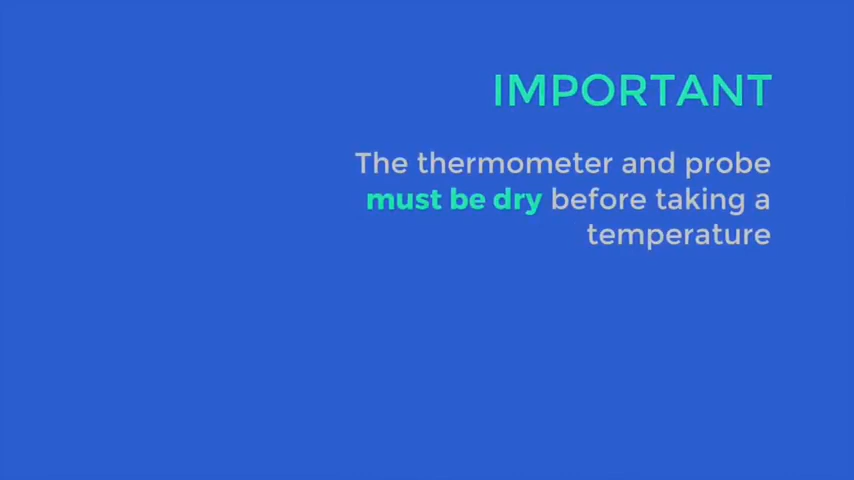 IMPORTANT
The thermometer and probe
must be dry before taking a
temperature